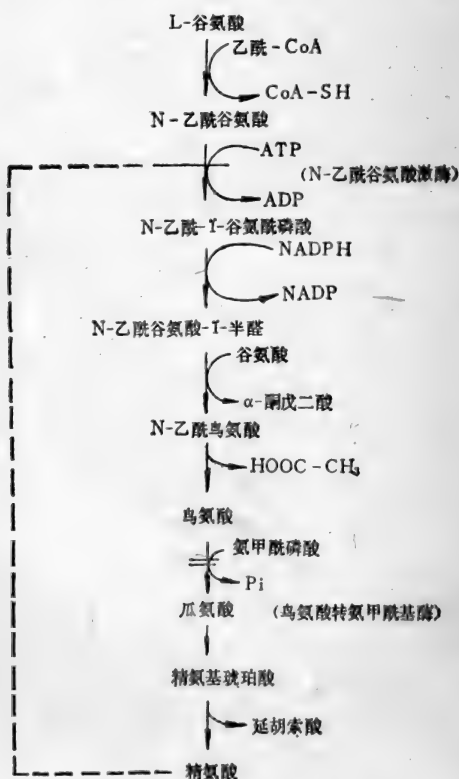 L-谷氨酸
乙酰-CoA
CoA-SH
N-乙酰谷氨酸
ATP
(N-乙酰谷氨酸激酶)
ADP
N-乙酰-γ-谷氨酰磷酸
NADPH
NADP
N-乙酰谷氨酸-γ-半醛
谷氨酸
α-酮戊二酸
N-乙酰鸟氨酸
HOOC-CH₃
鸟氨酸
氨甲酰磷酸
Pi
瓜氨酸 (鸟氨酸转氨甲酰基酶)
精氨基琥珀酸
延胡索酸
精氨酸